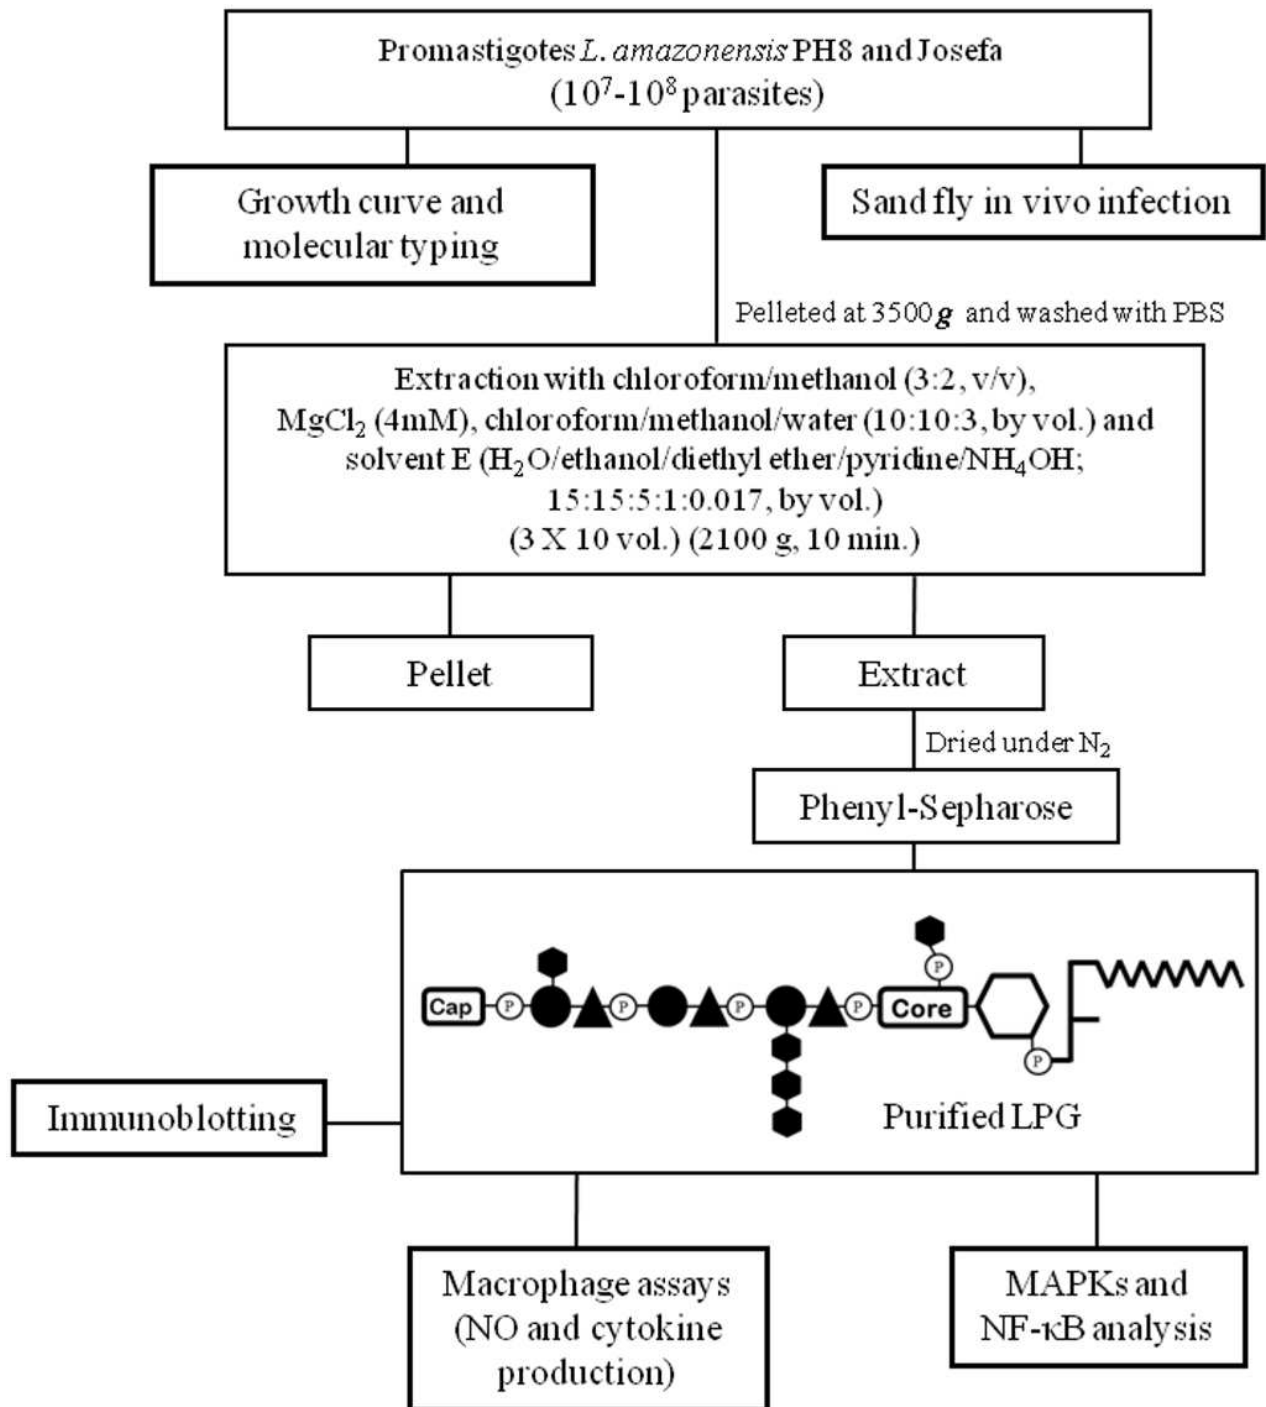 Promastigotes L. amazonensis PH8 and Josefa
(10⁷-10⁸ parasites)
Growth curve and
molecular typing
Sand fly in vivo infection
Pelleted at 3500 g and washed with PBS
Extraction with chloroform/methanol (3:2, v/v),
MgCl₂ (4mM), chloroform/methanol/water (10:10:3, by vol.) and
solvent E (H₂O/ethanol/diethyl ether/pyridine/NH₄OH;
15:15:5:1:0.017, by vol.)
(3 X 10 vol.) (2100 g, 10 min.)
Pellet
Extract
Dried under N₂
Phenyl-Sepharose
P
P
Cap P P P P Core
P
Purified LPG
Immunoblotting
Macrophage assays
(NO and cytokine
production)
MAPKs and
NF-κB analysis